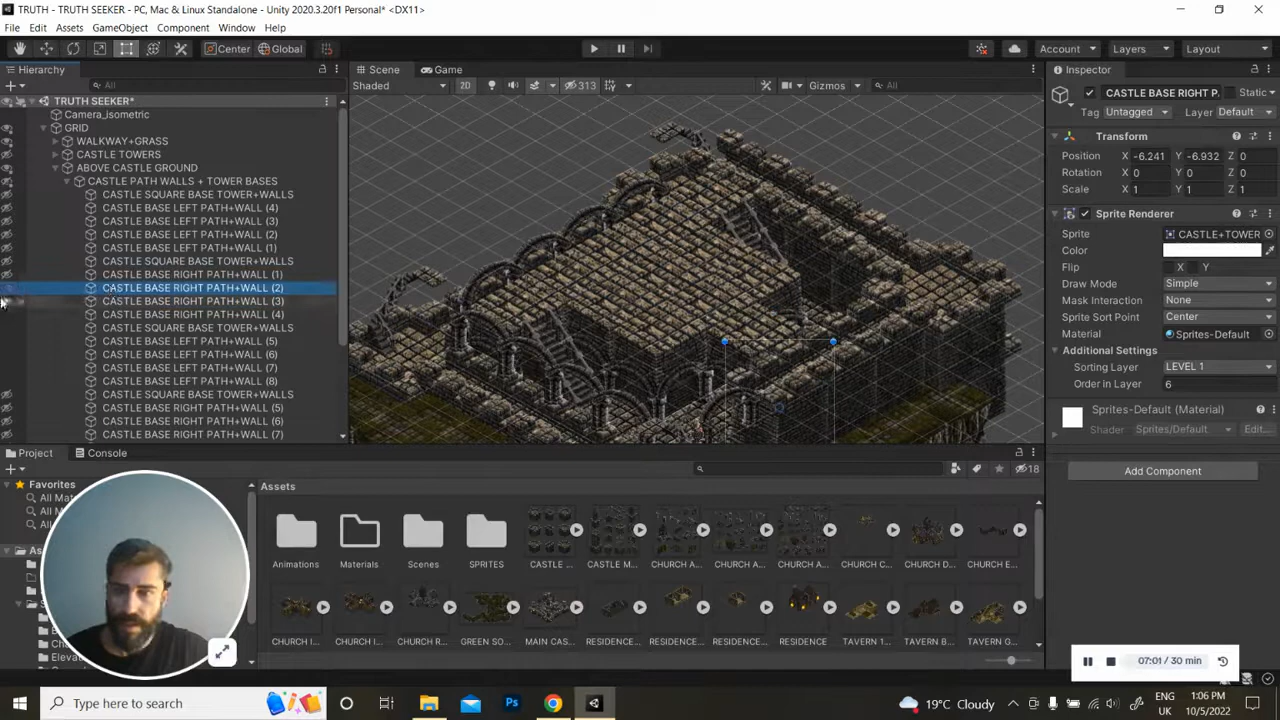 TRUTH - TRUTH SEEKER - PC, Mac & Linux Standalone - Unity 2020.3.20f1 Personal* <DX11>
File Edit Assets GameObject Component Window Help
Center Global Account Layers Layout
Hierarchy Scene Game Inspector
All Shaded 2D 313 Gizmos All CASTLE BASE RIGHT P. Static
TRUTH SEEKER* Tag Untagged Layer Default
Camera_isometric
GRID Transform
WALKWAY+GRASS
CASTLE TOWERS Position X -6.241 Y -6.932 Z 0
ABOVE CASTLE GROUND Rotation X 0 Y 0 Z 0
CASTLE PATH WALLS + TOWER BASES Scale X 1 Y 1 Z 1
CASTLE SQUARE BASE TOWER+WALLS
CASTLE BASE LEFT PATH+WALL (4) Sprite Renderer
CASTLE BASE LEFT PATH+WALL (3)
CASTLE BASE LEFT PATH+WALL (2) Sprite CASTLE+TOWER
CASTLE BASE LEFT PATH+WALL (1) Color
CASTLE SQUARE BASE TOWER+WALLS Flip X Y
CASTLE BASE RIGHT PATH+WALL (1)
CASTLE BASE RIGHT PATH+WALL (2) Draw Mode Simple
CASTLE BASE RIGHT PATH+WALL (3) Mask Interaction None
CASTLE BASE RIGHT PATH+WALL (4) Sprite Sort Point Center
CASTLE SQUARE BASE TOWER+WALLS Material Sprites-Default
CASTLE BASE LEFT PATH+WALL (5) Additional Settings
CASTLE BASE LEFT PATH+WALL (6)
CASTLE BASE LEFT PATH+WALL (7) Sorting Layer LEVEL 1
CASTLE BASE LEFT PATH+WALL (8) Order in Layer 6
CASTLE SQUARE BASE TOWER+WALLS
CASTLE BASE RIGHT PATH+WALL (5) Sprites-Default (Material)
CASTLE BASE RIGHT PATH+WALL (6) Shader Sprites/Default Edit...
CASTLE BASE RIGHT PATH+WALL (7)
Project Console
18
Add Component
Favorites Assets
All Ma
All M
All
As
Animations Materials Scenes SPRITES CASTLE ... CASTLE M... CHURCH A... CHURCH A... CHURCH A... CHURCH C... CHURCH D... CHURCH E...
CHURCH I... CHURCH I... CHURCH R... GREEN SO... MAIN CAS... RESIDENCE... RESIDENCE... RESIDENCE... RESIDENCE TAVERN 1... TAVERN B... TAVERN G...
Elevat
07:01 / 30 min
Type here to search 19°C Cloudy ENG UK 1:06 PM 10/5/2022